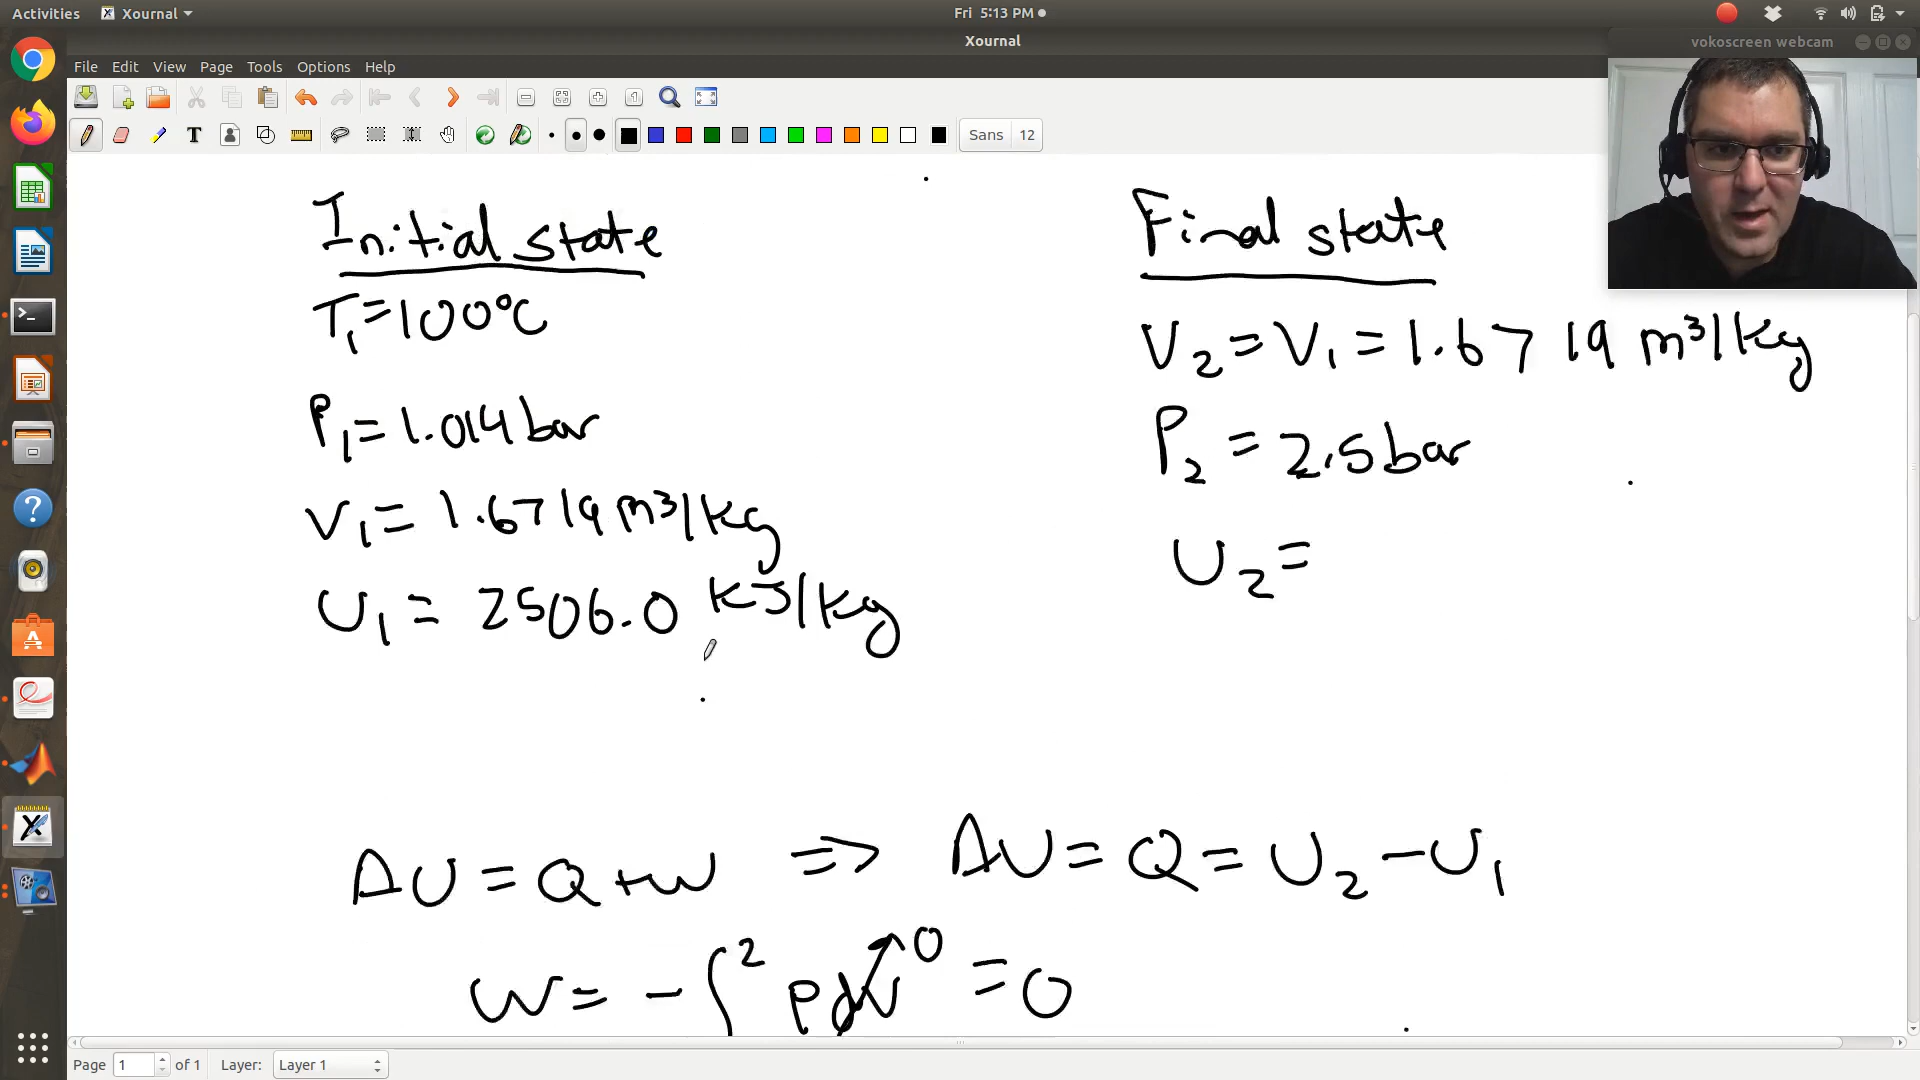 Activities Xournal Fri 5:13 PM
Xournal
vokoscreen webcam
File Edit View Page Tools Options Help
Sans 12
Initial state
T1=100°C
P1=1.014 bar
V1=1.6719 m3/kg
U1= 2506.0 KJ/kg
Final state
V2=V1=1.6719 m3/kg
P2=2.5 bar
U2=
ΔU=Q+W => ΔU=Q=U2-U1
W=-∫2 pdV 0 =0
Page 1 of 1 Layer: Layer 1